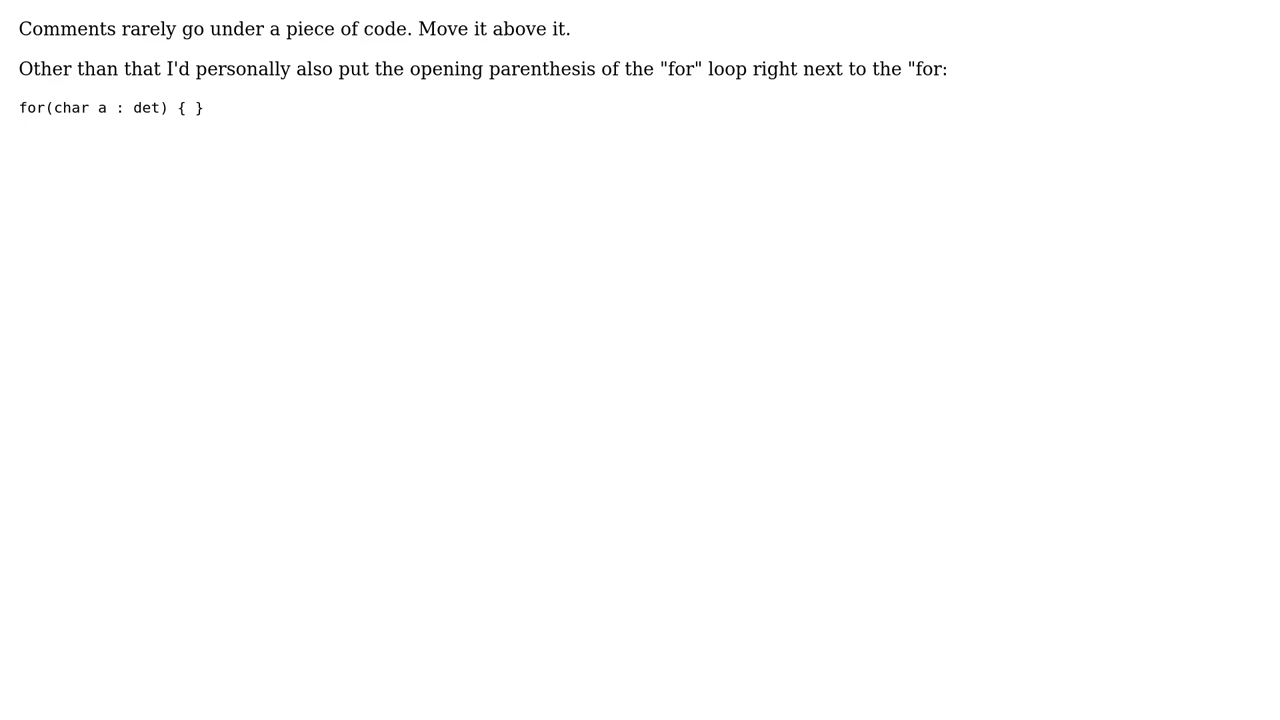 Comments rarely go under a piece of code. Move it above it.
Other than that I'd personally also put the opening parenthesis of the "for" loop right next to the "for:
for(char a : det) { }